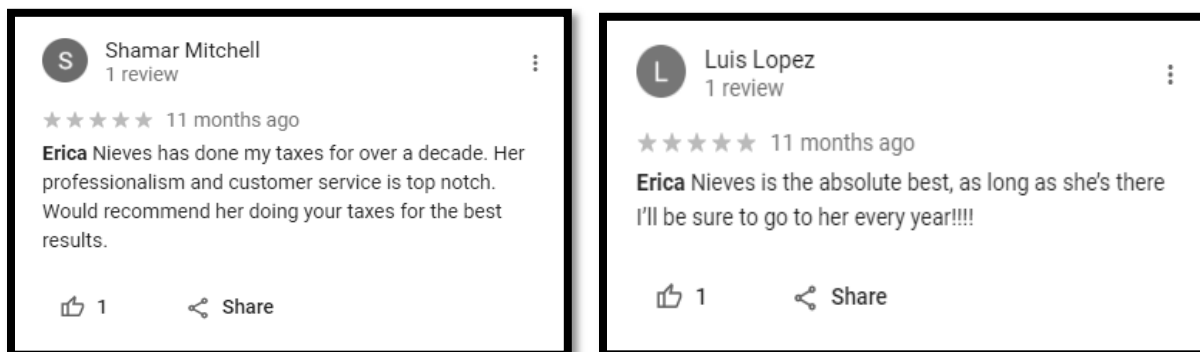 S
Shamar Mitchell
1 review
11 months ago
Erica Nieves has done my taxes for over a decade. Her
professionalism and customer service is top notch.
Would recommend her doing your taxes for the best
results.
1 Share
L
Luis Lopez
1 review
11 months ago
Erica Nieves is the absolute best, as long as she’s there
I’ll be sure to go to her every year!!!!
1 Share